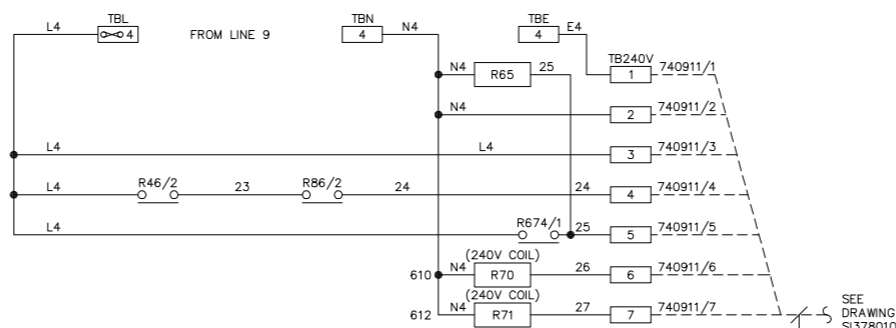 TBL TBN TBE
L4 4 FROM LINE 9 4 N4 4 E4
TB240V
N4 R65 25 1 740911/1
N4 2 740911/2
L4 L4 3 740911/3
L4 R46/2 23 R86/2 24 24 4 740911/4
L4 R674/1 25 5 740911/5
(240V COIL)
610 N4 R70 26 6 740911/6
(240V COIL)
612 N4 R71 27 7 740911/7
SEE
DRAWING